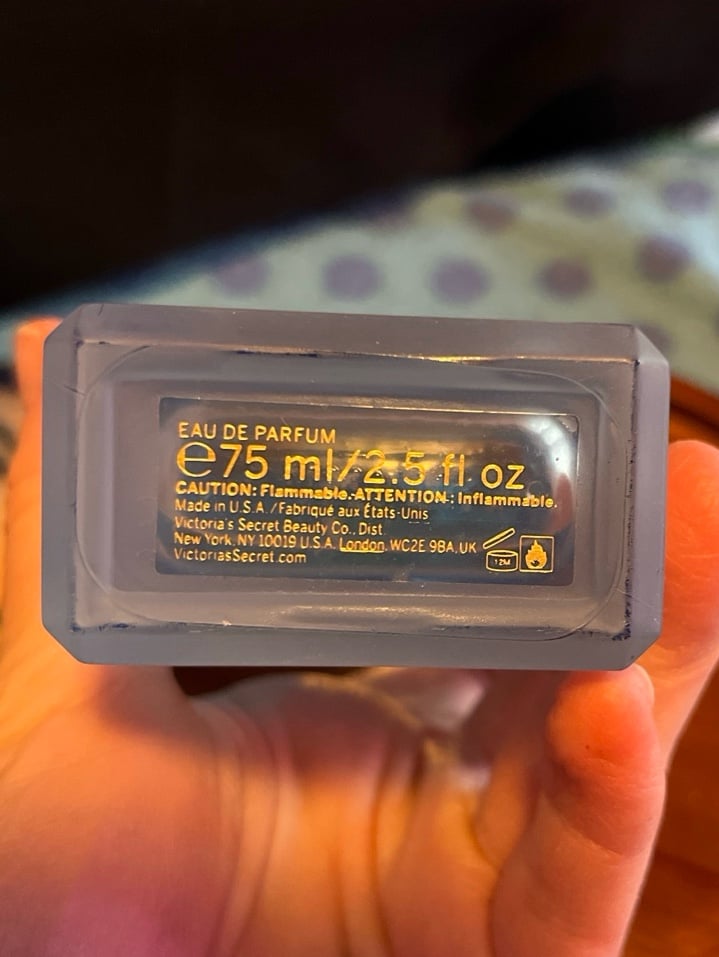 EAU DE PARFUM
℮75 ml/2.5 fl oz
CAUTION: Flammable. ATTENTION : Inflammable.
Made in U.S.A. /Fabriqué aux États-Unis
Victoria's Secret Beauty Co., Dist.
New York, NY 10019 U.S.A. London, WC2E 9BA, UK
VictoriasSecret.com
12M